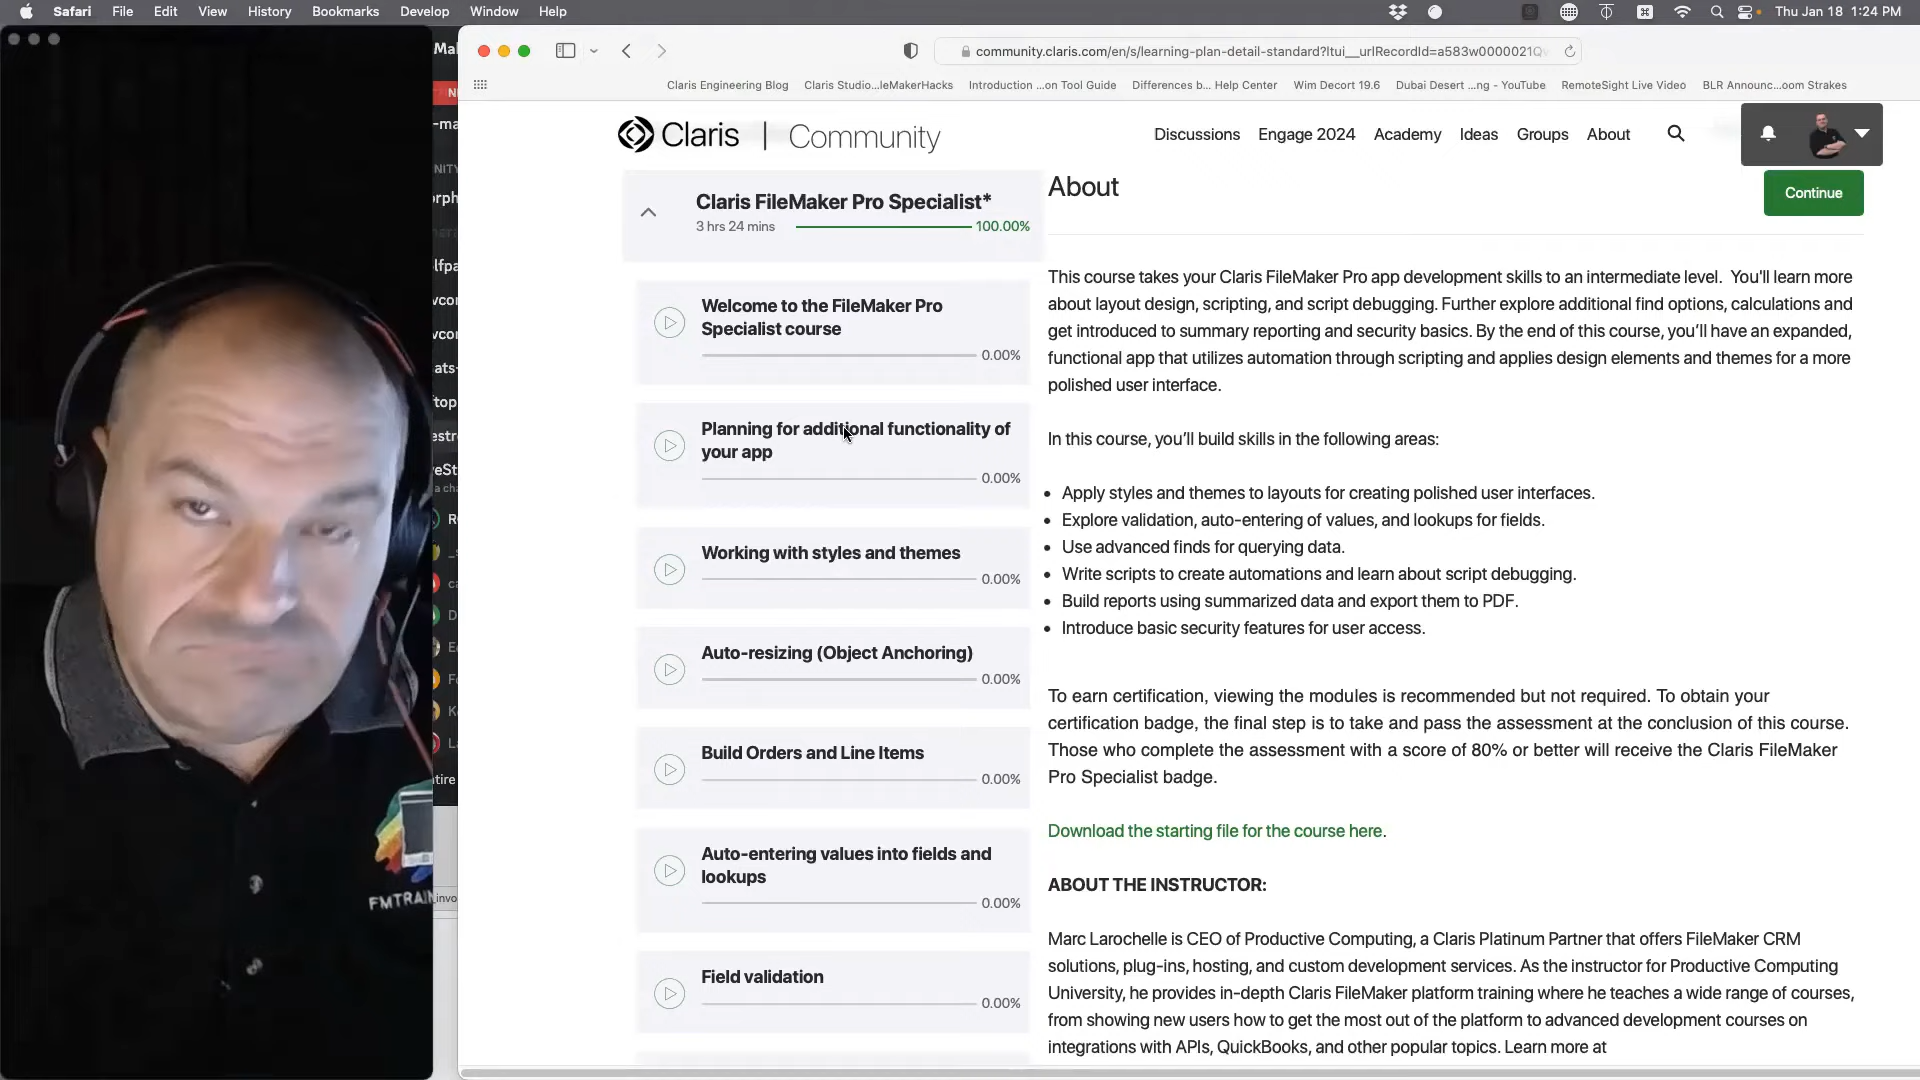 Safari File Edit View History Bookmarks Develop Window Help Thu Jan 18 1:24 PM
community.claris.com/en/s/learning-plan-detail-standard?ltui__urlRecordId=a583w0000021Q
Claris Engineering Blog Claris Studio...leMakerHacks Introduction ...on Tool Guide Differences b... Help Center Wim Decort 19.6 Dubai Desert ...ng - YouTube RemoteSight Live Video BLR Announc...oom Strakes
Claris | Community
Discussions Engage 2024 Academy Ideas Groups About
Claris FileMaker Pro Specialist*
3 hrs 24 mins 100.00%
Welcome to the FileMaker Pro
Specialist course
0.00%
Planning for additional functionality of
your app
0.00%
Working with styles and themes
0.00%
Auto-resizing (Object Anchoring)
0.00%
Build Orders and Line Items
0.00%
Auto-entering values into fields and
lookups
0.00%
Field validation
0.00%
About
Continue
This course takes your Claris FileMaker Pro app development skills to an intermediate level. You'll learn more
about layout design, scripting, and script debugging. Further explore additional find options, calculations and
get introduced to summary reporting and security basics. By the end of this course, you'll have an expanded,
functional app that utilizes automation through scripting and applies design elements and themes for a more
polished user interface.
In this course, you'll build skills in the following areas:
• Apply styles and themes to layouts for creating polished user interfaces.
• Explore validation, auto-entering of values, and lookups for fields.
• Use advanced finds for querying data.
• Write scripts to create automations and learn about script debugging.
• Build reports using summarized data and export them to PDF.
• Introduce basic security features for user access.
To earn certification, viewing the modules is recommended but not required. To obtain your
certification badge, the final step is to take and pass the assessment at the conclusion of this course.
Those who complete the assessment with a score of 80% or better will receive the Claris FileMaker
Pro Specialist badge.
Download the starting file for the course here.
ABOUT THE INSTRUCTOR:
Marc Larochelle is CEO of Productive Computing, a Claris Platinum Partner that offers FileMaker CRM
solutions, plug-ins, hosting, and custom development services. As the instructor for Productive Computing
University, he provides in-depth Claris FileMaker platform training where he teaches a wide range of courses,
from showing new users how to get the most out of the platform to advanced development courses on
integrations with APIs, QuickBooks, and other popular topics. Learn more at
FMTRAIN